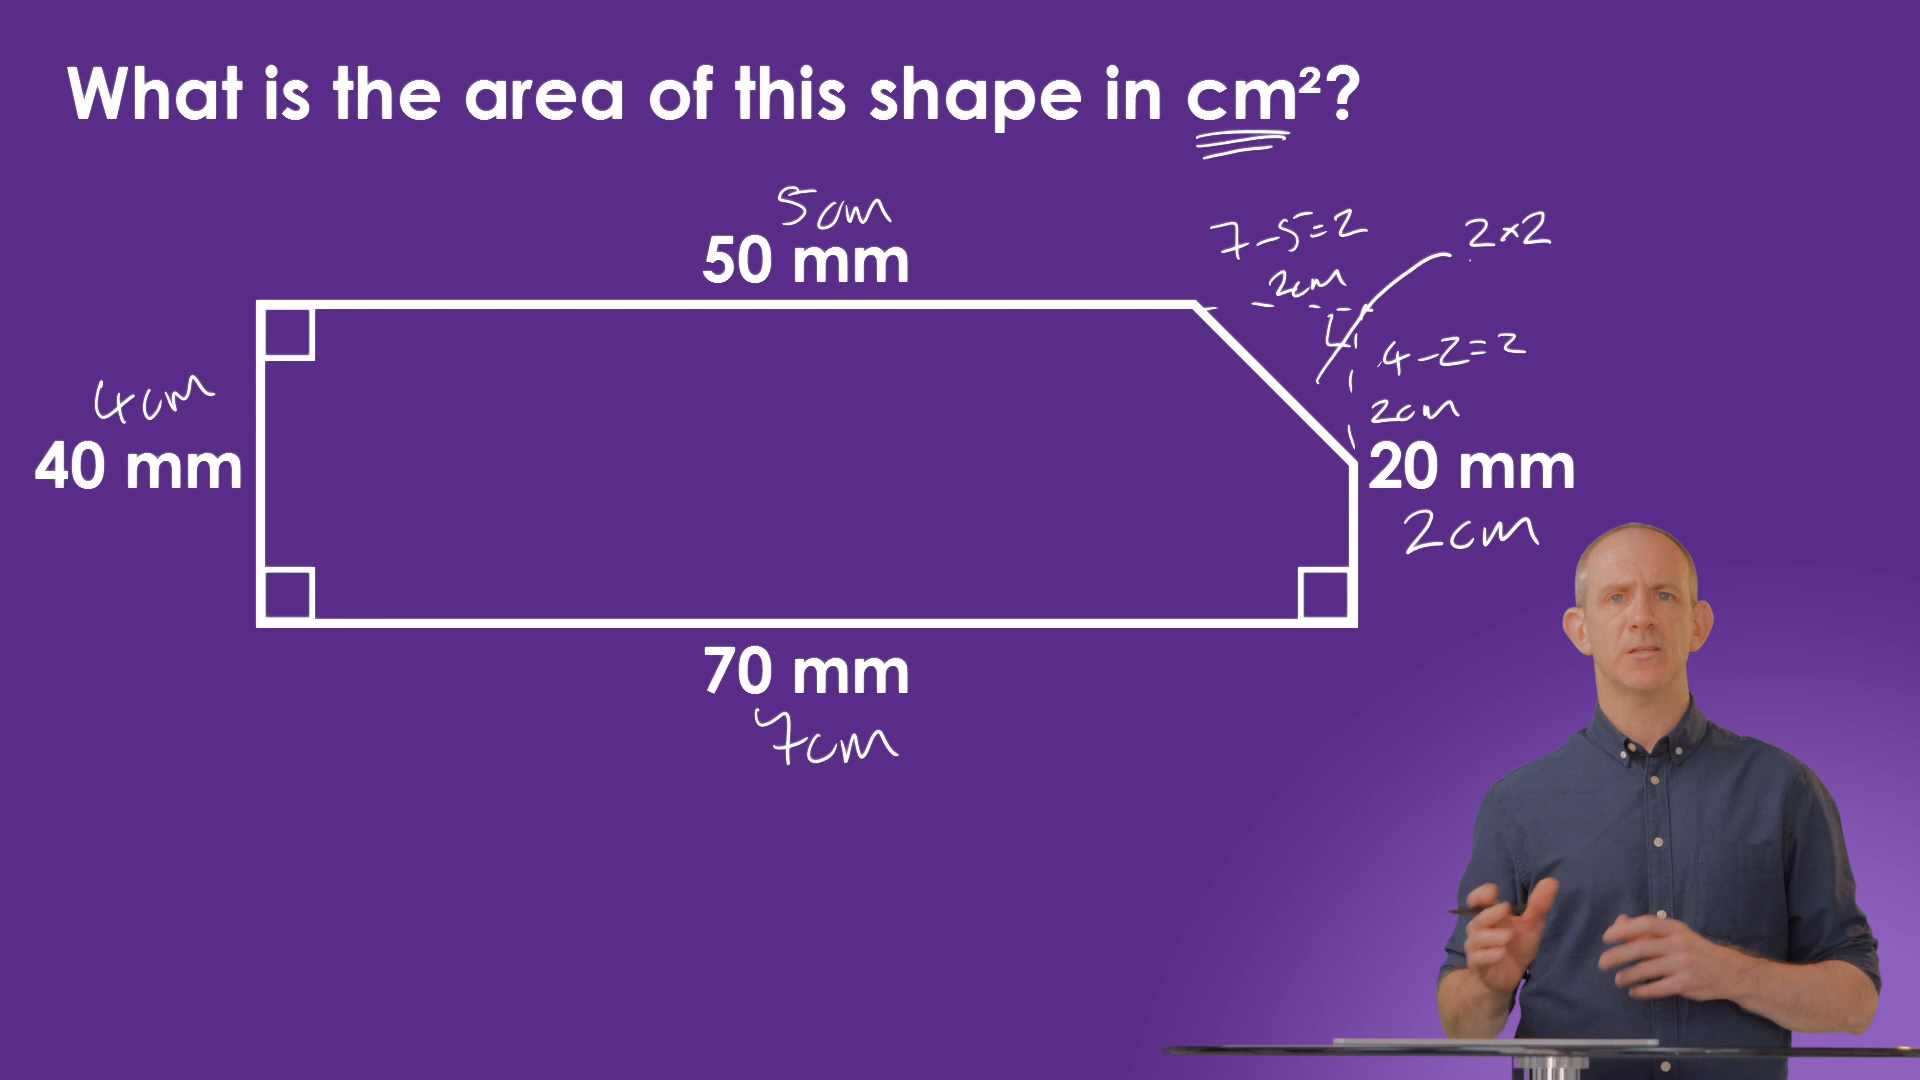 What is the area of this shape in cm²?
5cm
50 mm
7-5=2
2×2
2cm
4-2=2
4cm
2cm
40 mm
20 mm
2cm
70 mm
7cm